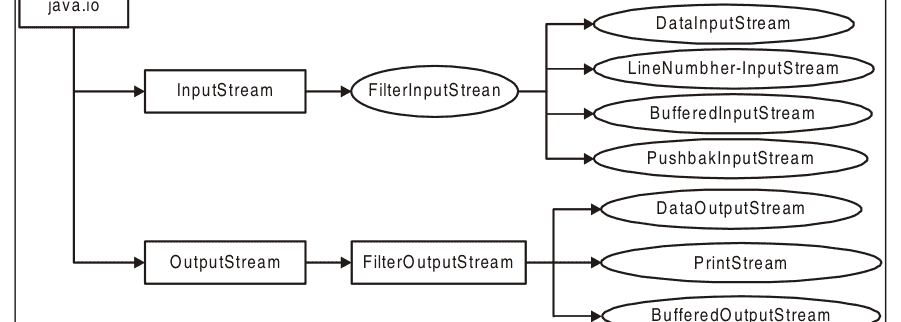 java.io
DataInputStream
LineNumbher-InputStream
InputStream
FilterInputStrean
BufferedInputStream
PushbakInputStream
DataOutputStream
OutputStream
FilterOutputStream
PrintStream
BufferedOutputStream